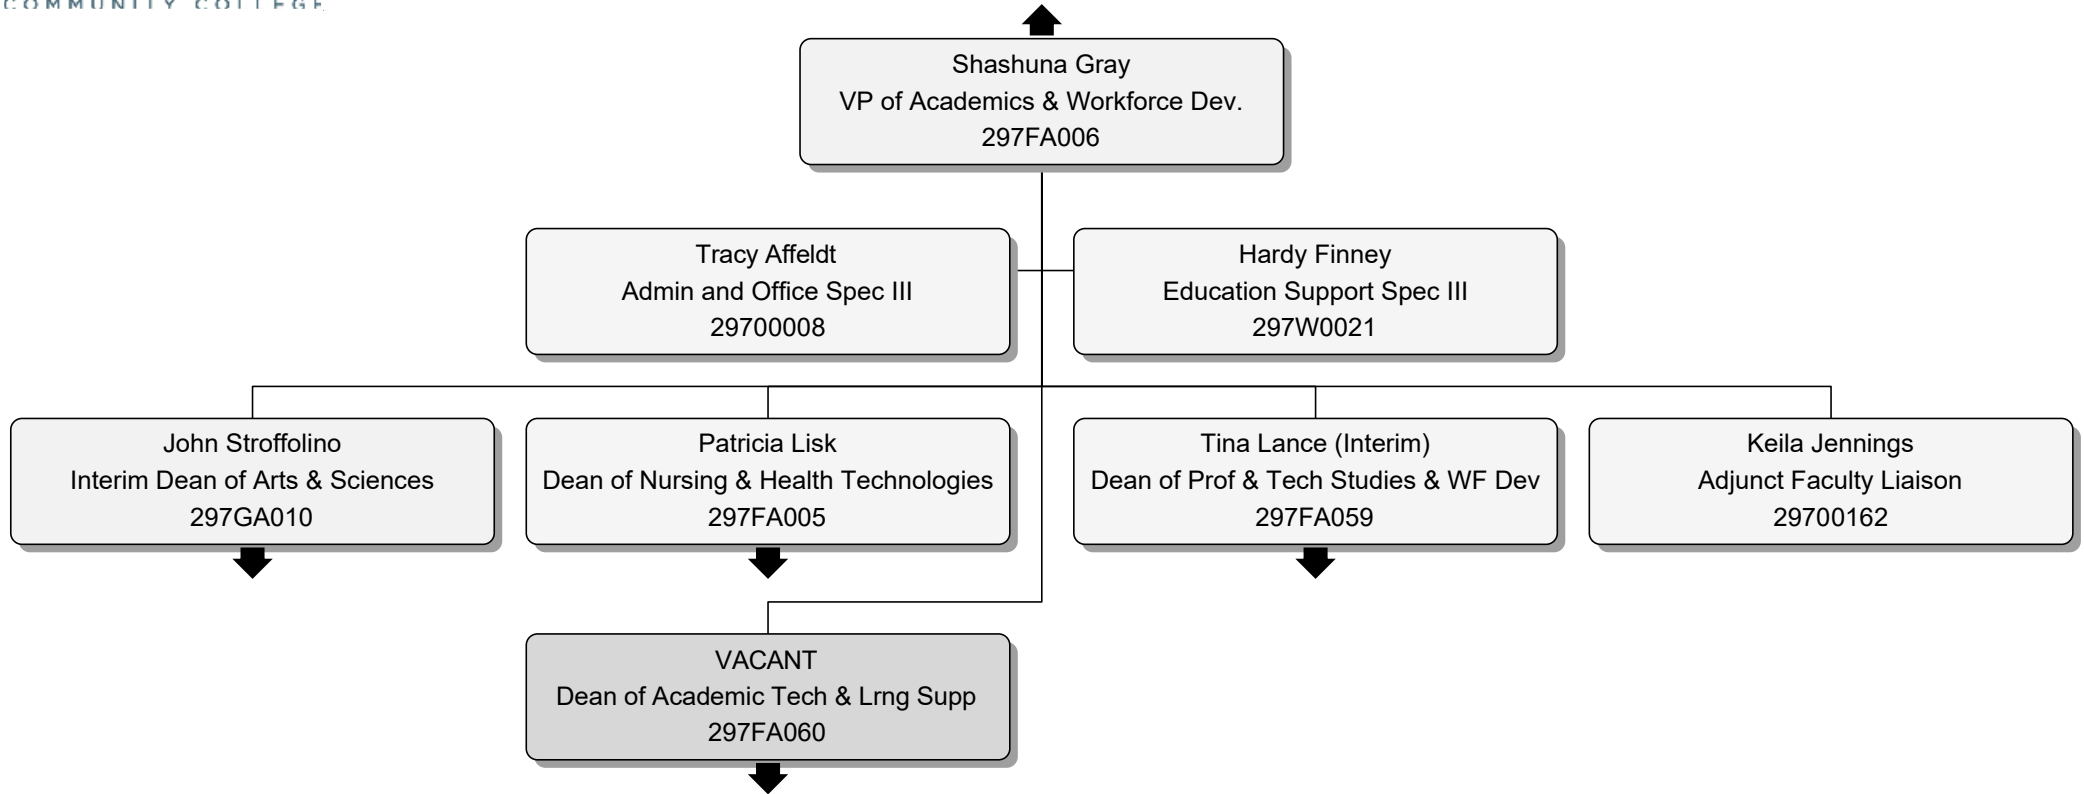 COMMUNITY COLLEGE
Shashuna Gray
VP of Academics & Workforce Dev.
297FA006
Tracy Affeldt
Admin and Office Spec III
29700008
Hardy Finney
Education Support Spec III
297W0021
John Stroffolino
Interim Dean of Arts & Sciences
297GA010
Patricia Lisk
Dean of Nursing & Health Technologies
297FA005
Tina Lance (Interim)
Dean of Prof & Tech Studies & WF Dev
297FA059
Keila Jennings
Adjunct Faculty Liaison
29700162
VACANT
Dean of Academic Tech & Lrng Supp
297FA060